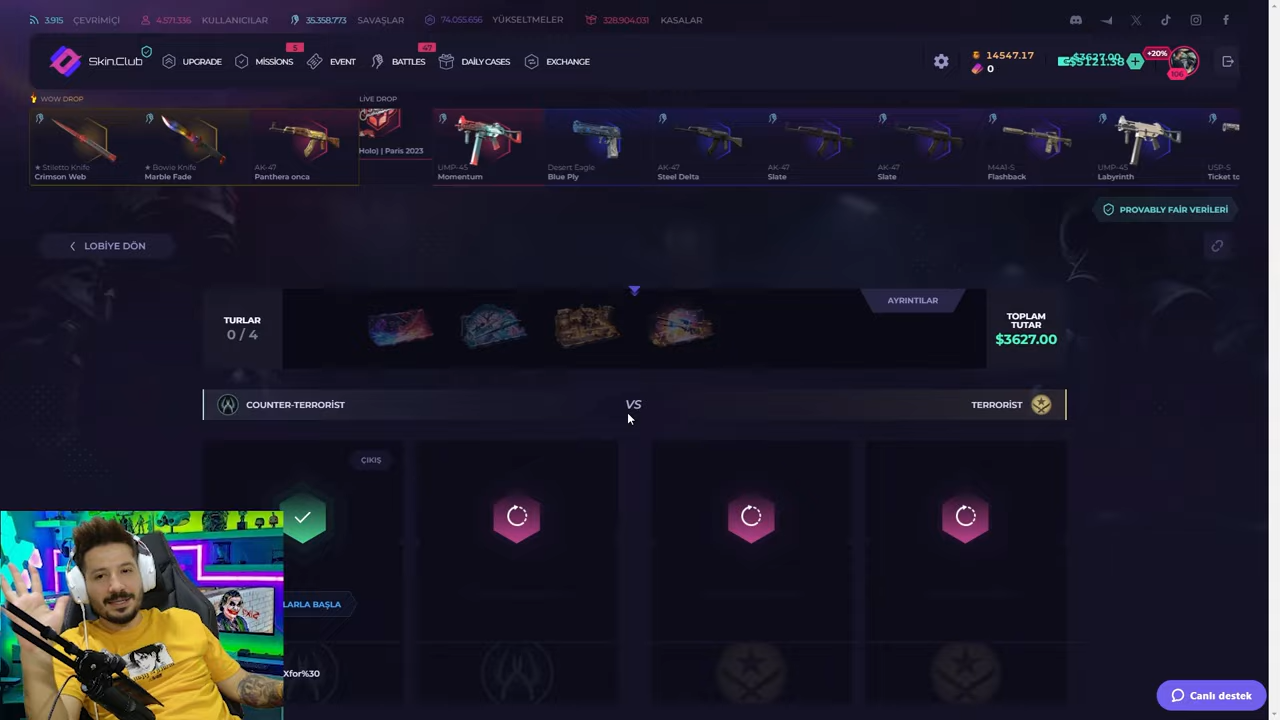 3.915 ÇEVRİMİÇİ 4.571.336 KULLANICILAR 35.358.773 SAVAŞLAR 74.055.656 YÜKSELTMELER 328.904.031 KASALAR
5 47
Skin.Club UPGRADE MISSIONS EVENT BATTLES DAILY CASES EXCHANGE
14547.17
0
$3627.00
+20%
106
WOW DROP LIVE DROP
Holo) | Paris 2023
★ Stiletto Knife
Crimson Web
★ Bowie Knife
Marble Fade
AK-47
Panthera onca
UMP-45
Momentum
Desert Eagle
Blue Ply
AK-47
Steel Delta
AK-47
Slate
AK-47
Slate
M4A1-S
Flashback
UMP-45
Labyrinth
USP-S
Ticket to
PROVABLY FAIR VERİLERİ
LOBİYE DÖN
TURLAR
0 / 4
AYRINTILAR
TOPLAM
TUTAR
$3627.00
COUNTER-TERRORIST VS TERRORIST
ÇIKIŞ
LARLA BAŞLA
Xfor%30
Canlı destek